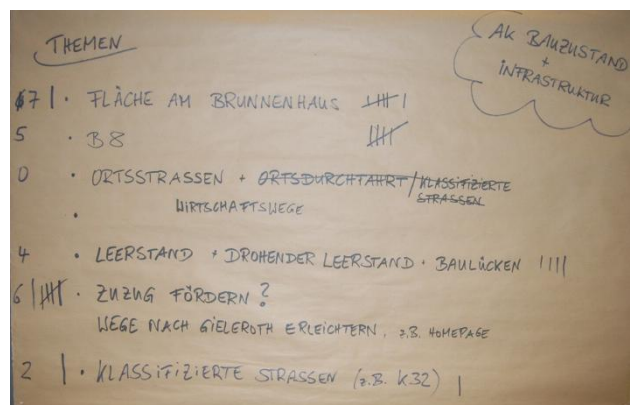 THEMEN
AK BAUZUSTAND
+
INFRASTRUKTUR
7 | • FLÄCHE AM BRUNNENHAUS |||| |
5 • B8 ||||
0 • ORTSSTRASSEN + ORTSDURCHFAHRT / KLASSIFIZIERTE
STRASSEN
• WIRTSCHAFTSWEGE
4 • LEERSTAND + DROHENDER LEERSTAND • BAULÜCKEN ||||
6 | |||| • ZUZUG FÖRDERN?
WEGE NACH GIELEROTH ERLEICHTERN, z.B. HOMEPAGE
2 | • KLASSIFIZIERTE STRASSEN (z.B. K32) |